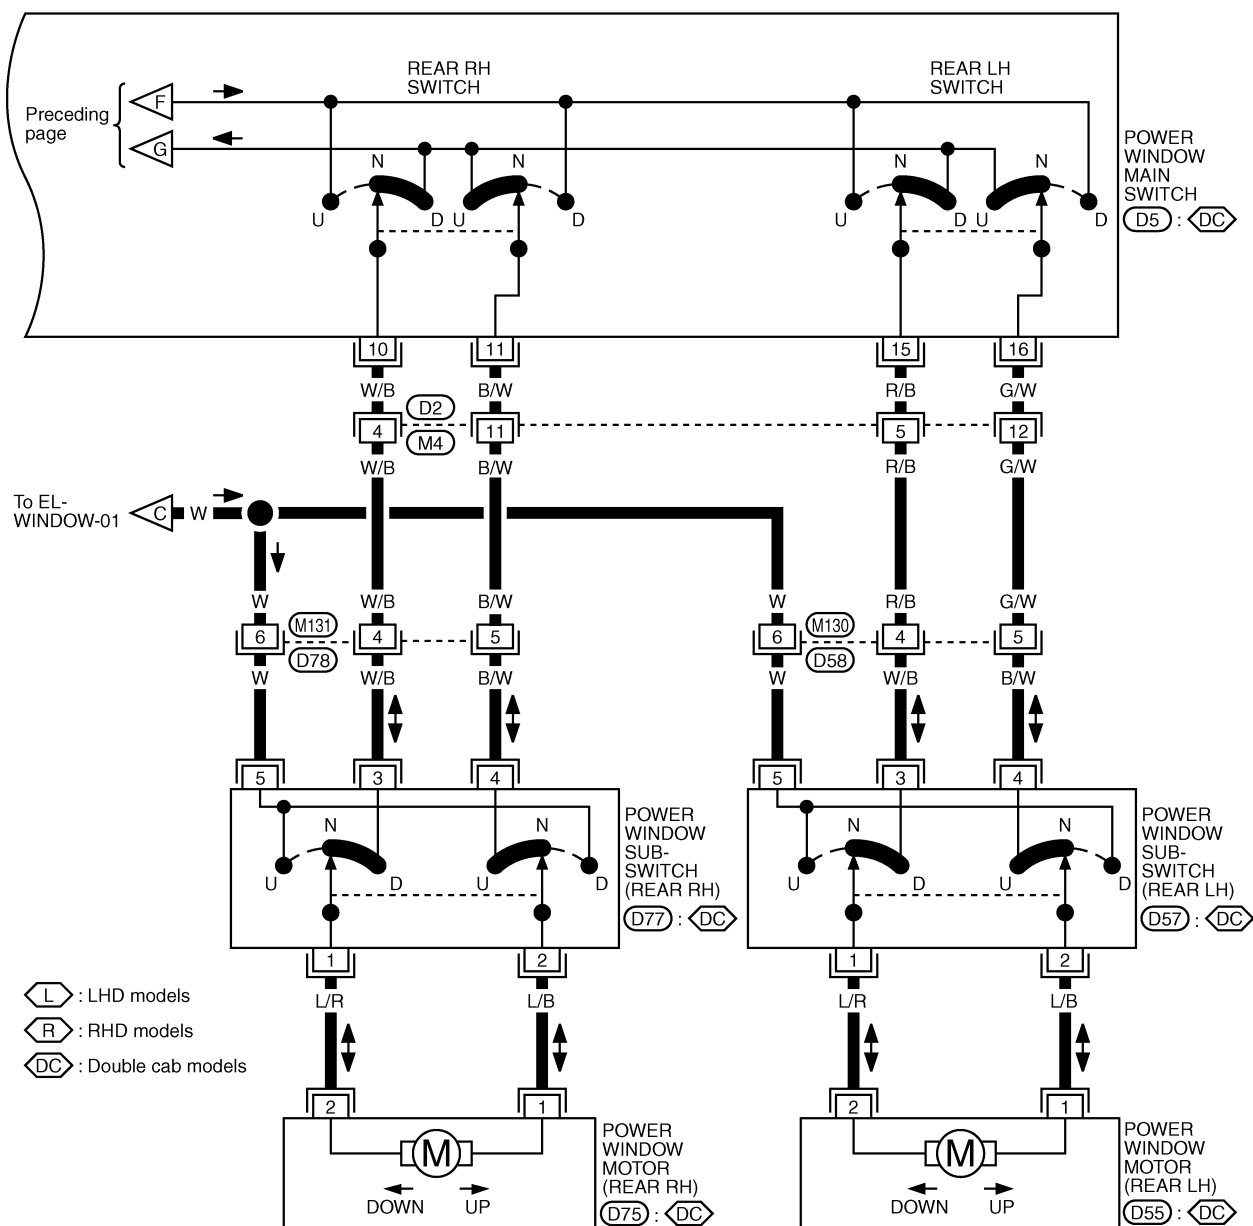 REAR RH
SWITCH
REAR LH
SWITCH
Preceding
page
F
G
N
N
N
N
U
D
U
D
U
D
U
D
POWER
WINDOW
MAIN
SWITCH
D5 : DC
10
11
15
16
W/B
B/W
R/B
G/W
D2
4
11
5
12
M4
W/B
B/W
R/B
G/W
To EL-
WINDOW-01
C
W
W
W/B
B/W
W
R/B
G/W
6
M131
4
5
6
M130
4
5
D78
D58
W
W/B
B/W
W
W/B
B/W
5
3
4
5
3
4
N
N
N
N
U
D
U
D
U
D
U
D
POWER
WINDOW
SUB-
SWITCH
(REAR RH)
D77 : DC
POWER
WINDOW
SUB-
SWITCH
(REAR LH)
D57 : DC
1
2
1
2
L/R
L/B
L/R
L/B
L : LHD models
R : RHD models
DC : Double cab models
2
1
2
1
M
DOWN
UP
POWER
WINDOW
MOTOR
(REAR RH)
D75 : DC
M
DOWN
UP
POWER
WINDOW
MOTOR
(REAR LH)
D55 : DC